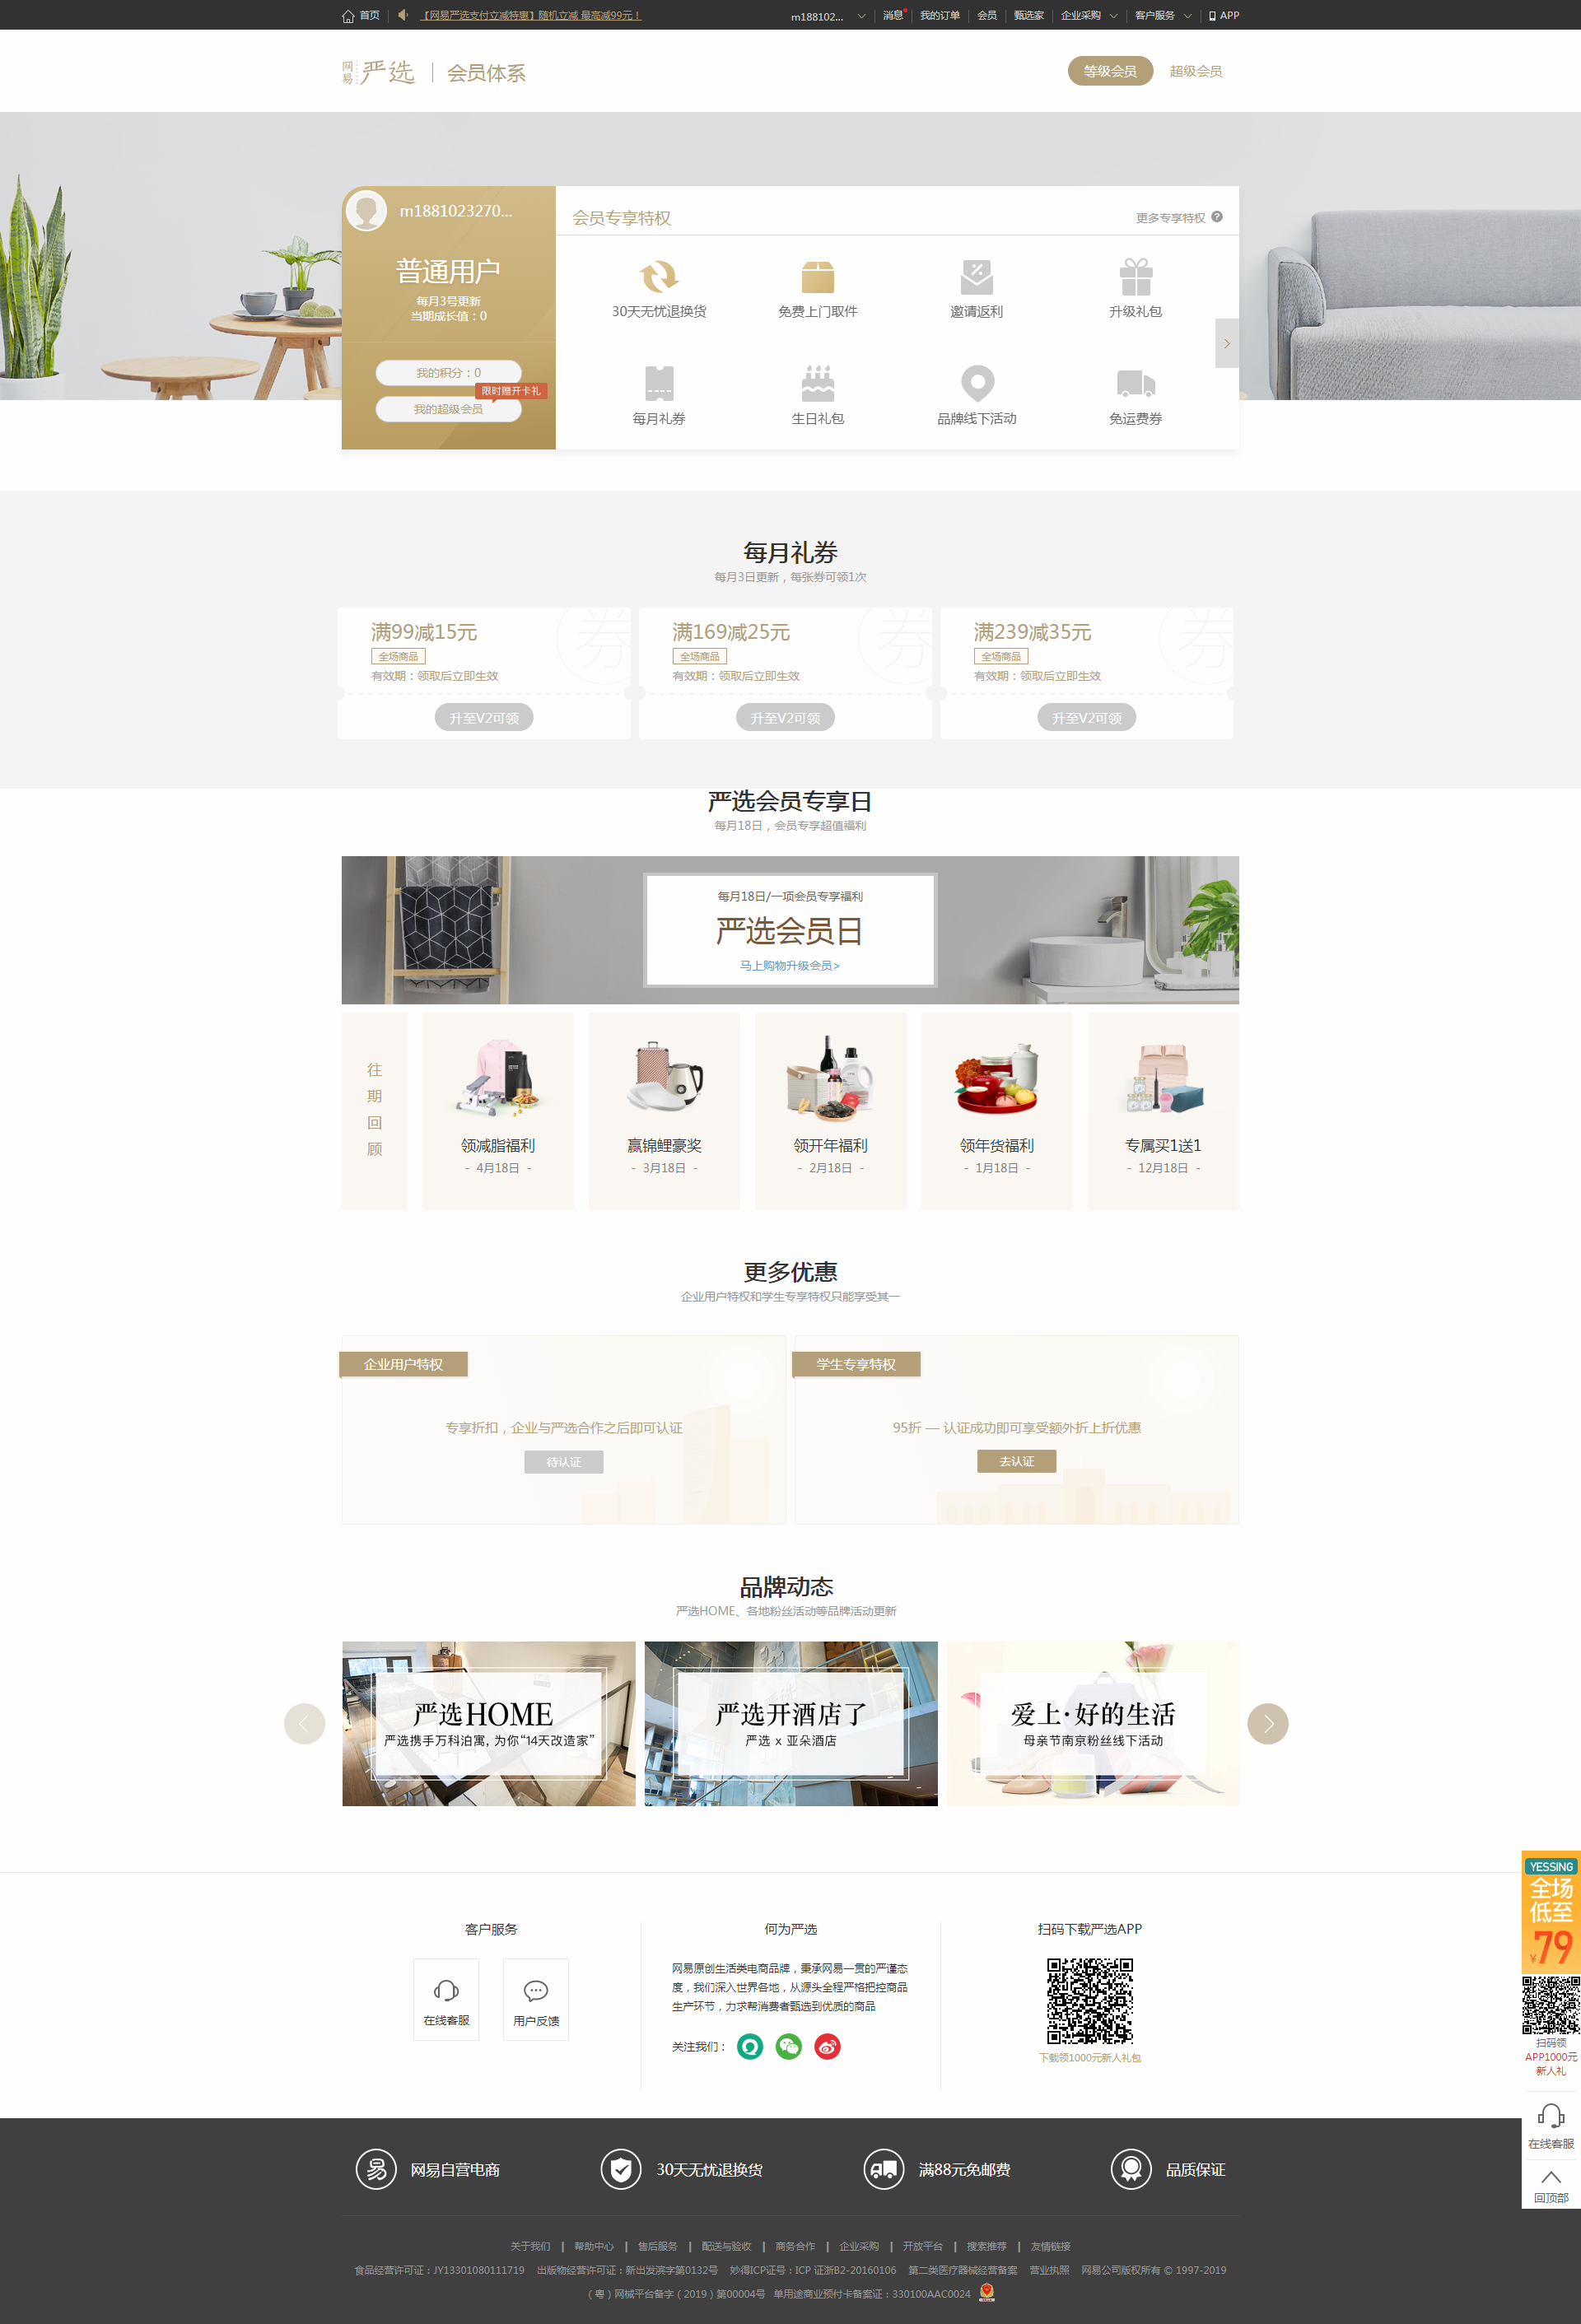 首页
【网易严选支付立减特惠】随机立减 最高减99元！
m188102...
消息
我的订单
会员
甄选家
企业采购
客户服务
APP
网易严选
会员体系
等级会员
超级会员
m1881023270...
普通用户
每月3号更新
当期成长值：0
我的积分：0
限时赠开卡礼
我的超级会员
会员专享特权
更多专享特权
30天无忧退换货
免费上门取件
邀请返利
升级礼包
每月礼券
生日礼包
品牌线下活动
免运费券
每月礼券
每月3日更新，每张券可领1次
满99减15元
全场商品
有效期：领取后立即生效
券
升至V2可领
满169减25元
全场商品
有效期：领取后立即生效
券
升至V2可领
满239减35元
全场商品
有效期：领取后立即生效
券
升至V2可领
严选会员专享日
每月18日，会员专享超值福利
每月18日/一项会员专享福利
严选会员日
马上购物升级会员>
往期回顾
领减脂福利
- 4月18日 -
赢锦鲤豪奖
- 3月18日 -
领开年福利
- 2月18日 -
领年货福利
- 1月18日 -
专属买1送1
- 12月18日 -
更多优惠
企业用户特权和学生专享特权只能享受其一
企业用户特权
专享折扣，企业与严选合作之后即可认证
待认证
学生专享特权
95折 — 认证成功即可享受额外折上折优惠
去认证
品牌动态
严选HOME、各地粉丝活动等品牌活动更新
严选HOME
严选携手万科泊寓, 为你“14天改造家”
严选开酒店了
严选 x 亚朵酒店
爱上·好的生活
母亲节南京粉丝线下活动
YESSING
全场
低至
¥79
扫码领
APP1000元
新人礼
在线客服
回顶部
客户服务
在线客服
用户反馈
何为严选
网易原创生活类电商品牌，秉承网易一贯的严谨态
度，我们深入世界各地，从源头全程严格把控商品
生产环节，力求帮消费者甄选到优质的商品
关注我们：
扫码下载严选APP
下载领1000元新人礼包
易 网易自营电商
30天无忧退换货
满88元免邮费
品质保证
关于我们 | 帮助中心 | 售后服务 | 配送与验收 | 商务合作 | 企业采购 | 开放平台 | 搜索推荐 | 友情链接
食品经营许可证：JY13301080111719 出版物经营许可证：新出发滨字第0132号 妙得ICP证号：ICP 证浙B2-20160106 第二类医疗器械经营备案 营业执照 网易公司版权所有 © 1997-2019
（粤）网械平台备字（2019）第00004号 单用途商业预付卡备案证：330100AAC0024